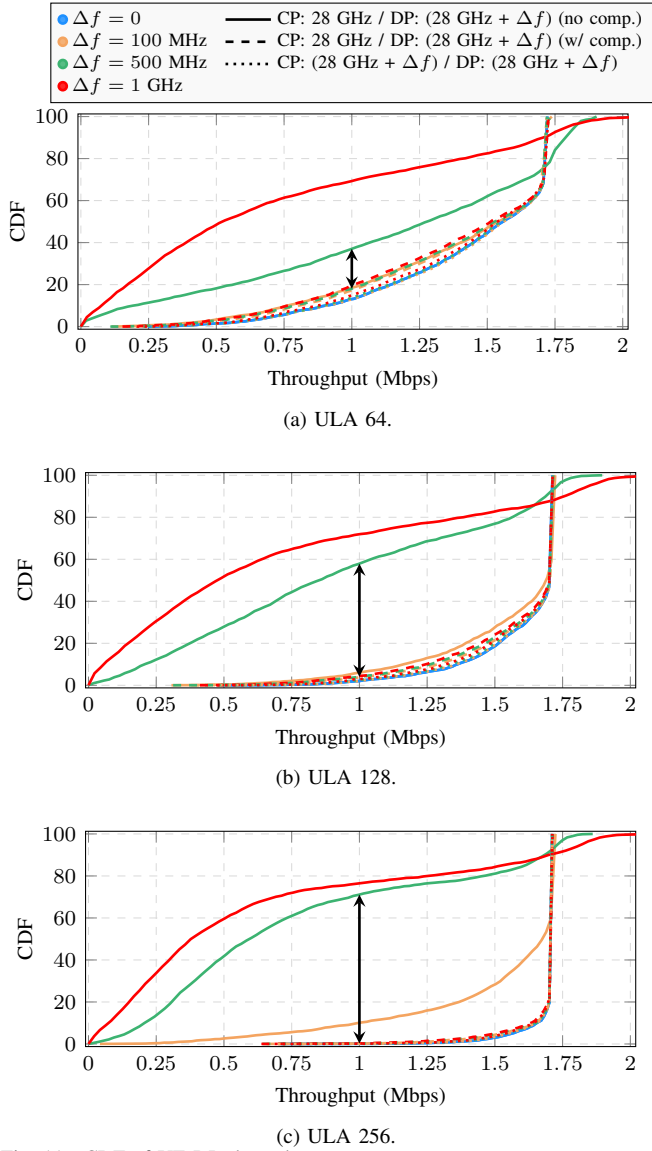 Δf = 0 CP: 28 GHz / DP: (28 GHz + Δf) (no comp.)
Δf = 100 MHz CP: 28 GHz / DP: (28 GHz + Δf) (w/ comp.)
Δf = 500 MHz CP: (28 GHz + Δf) / DP: (28 GHz + Δf)
Δf = 1 GHz
100
80
60
40
20
0
CDF
0 0.25 0.5 0.75 1 1.25 1.5 1.75 2
Throughput (Mbps)
(a) ULA 64.
100
80
60
40
20
0
CDF
0 0.25 0.5 0.75 1 1.25 1.5 1.75 2
Throughput (Mbps)
(b) ULA 128.
100
80
60
40
20
0
CDF
0 0.25 0.5 0.75 1 1.25 1.5 1.75 2
Throughput (Mbps)
(c) ULA 256.